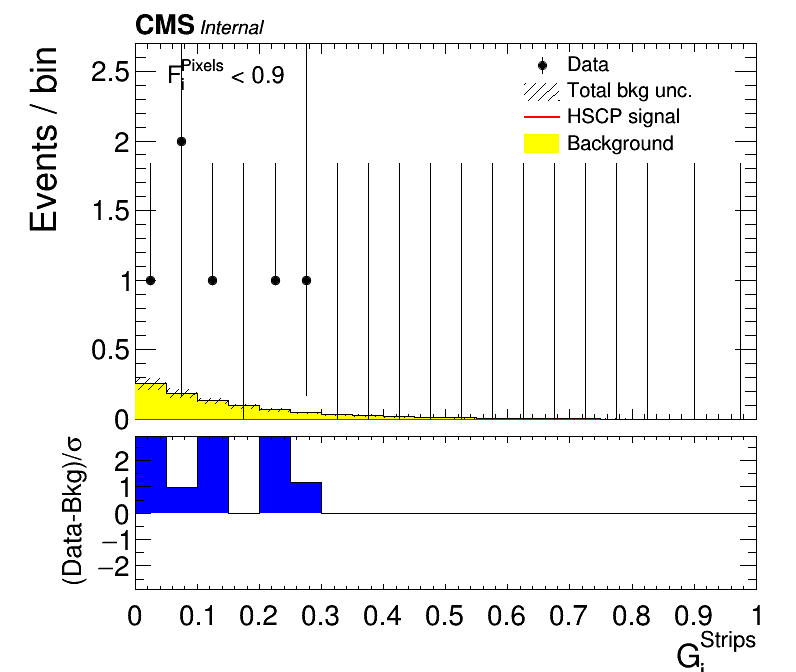 CMS Internal
Events / bin
F_i^Pixels < 0.9
Data
Total bkg unc.
HSCP signal
Background
2.5
2
1.5
1
0.5
0
(Data-Bkg)/σ
2
1
0
−1
−2
0 0.1 0.2 0.3 0.4 0.5 0.6 0.7 0.8 0.9 1
G_i^Strips